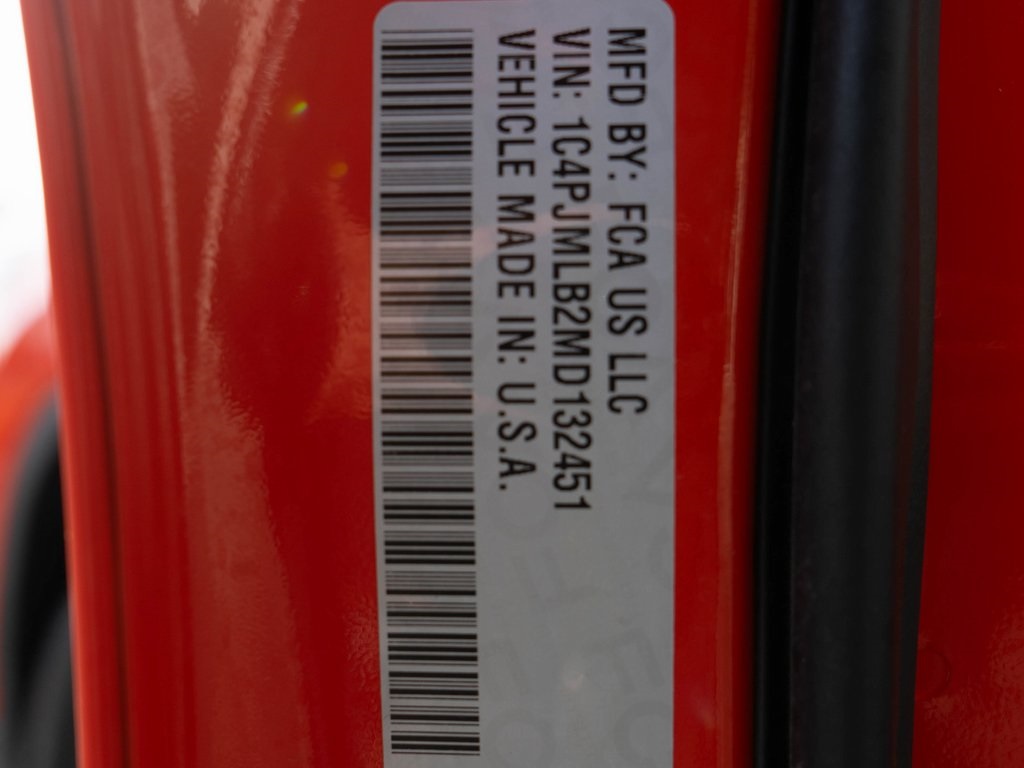 MFD BY: FCA US LLC
VIN: 1C4PJMLB2MD132451
VEHICLE MADE IN: U.S.A.